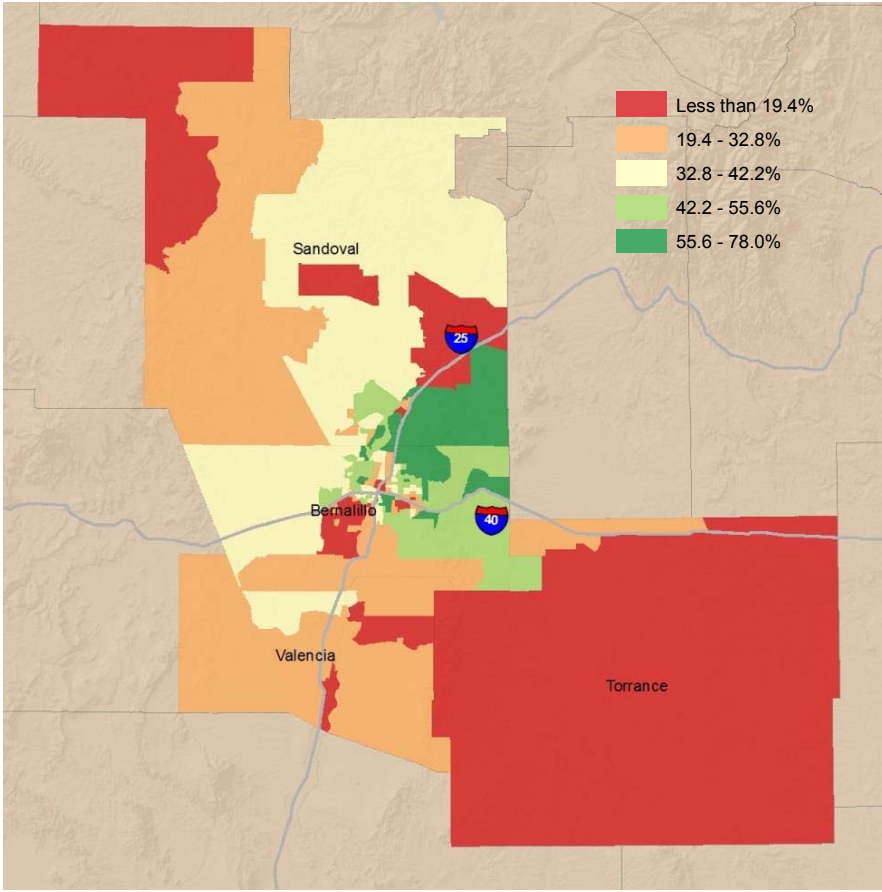 Less than 19.4%
19.4 - 32.8%
32.8 - 42.2%
42.2 - 55.6%
55.6 - 78.0%
Sandoval
25
Bernalillo
40
Valencia
Torrance